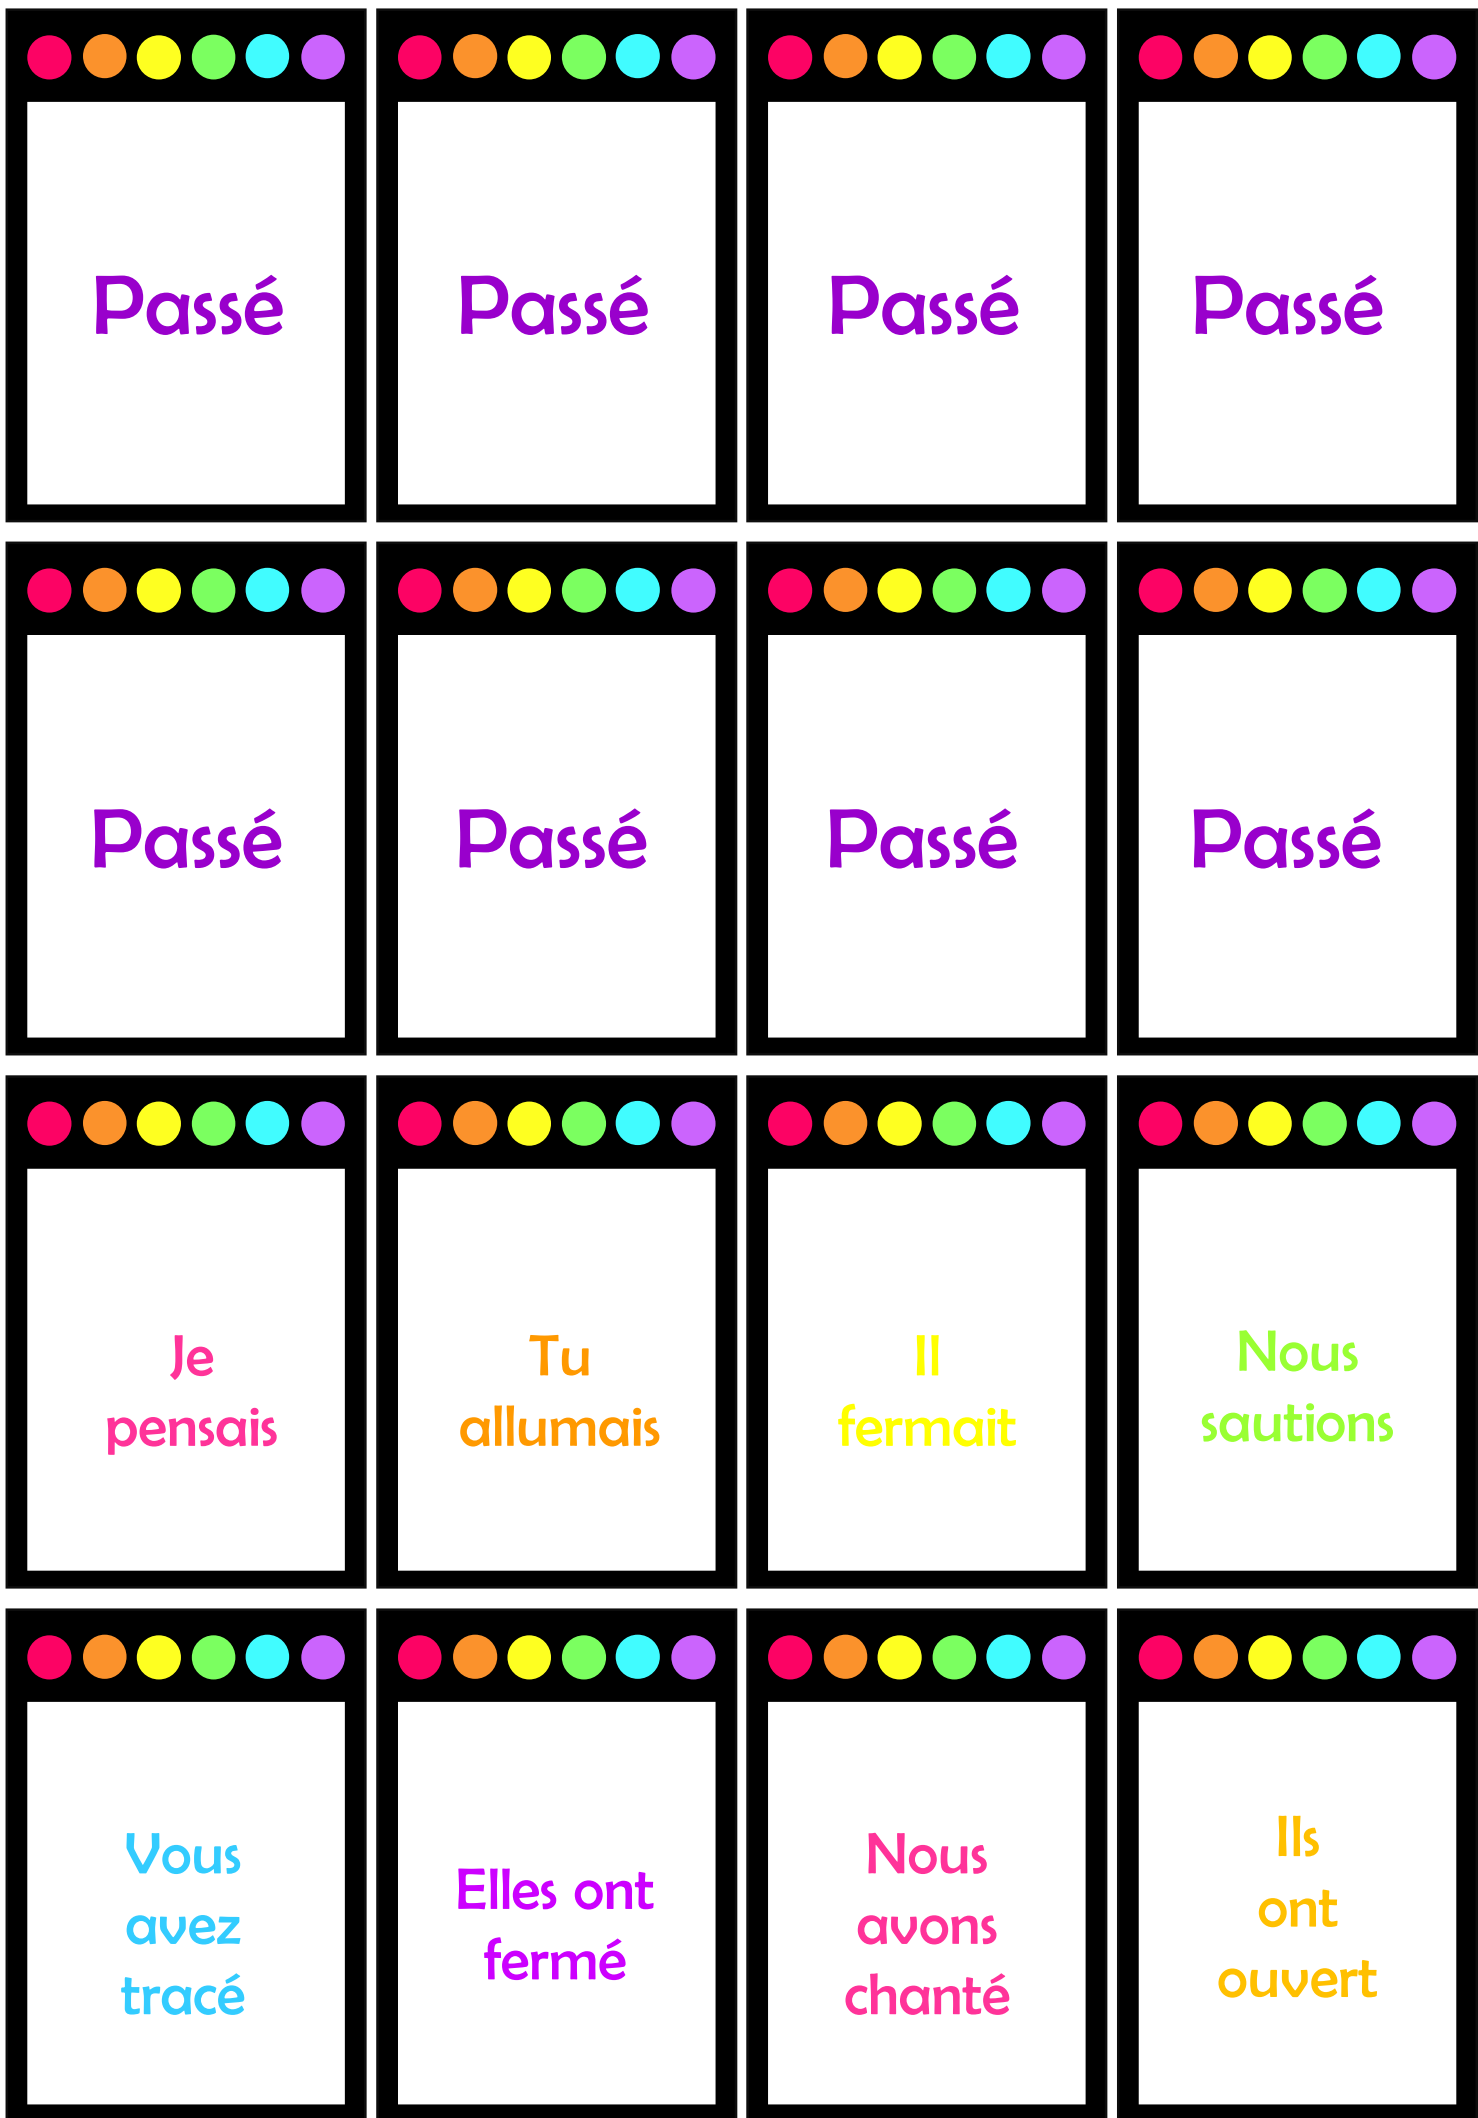 Passé
Passé
Passé
Passé
Passé
Passé
Passé
Passé
Je
pensais
Tu
allumais
Il
fermait
Nous
sautions
Vous
avez
tracé
Elles ont
fermé
Nous
avons
chanté
Ils
ont
ouvert